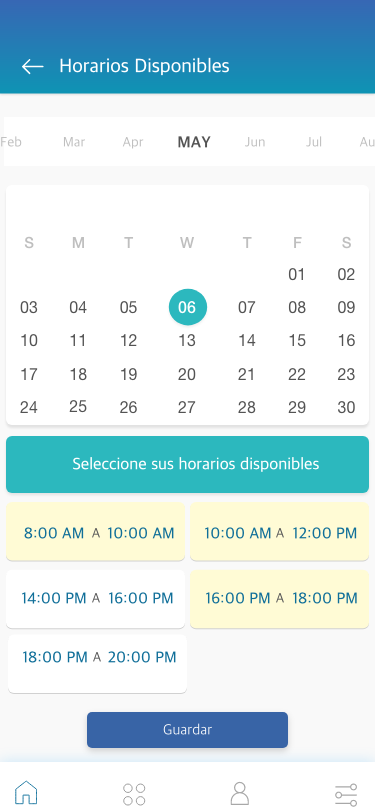 Horarios Disponibles
Feb Mar Apr MAY Jun Jul Au
S M T W T F S
01 02
03 04 05 06 07 08 09
10 11 12 13 14 15 16
17 18 19 20 21 22 23
24 25 26 27 28 29 30
Seleccione sus horarios disponibles
8:00 AM A 10:00 AM 10:00 AM A 12:00 PM
14:00 PM A 16:00 PM 16:00 PM A 18:00 PM
18:00 PM A 20:00 PM
Guardar